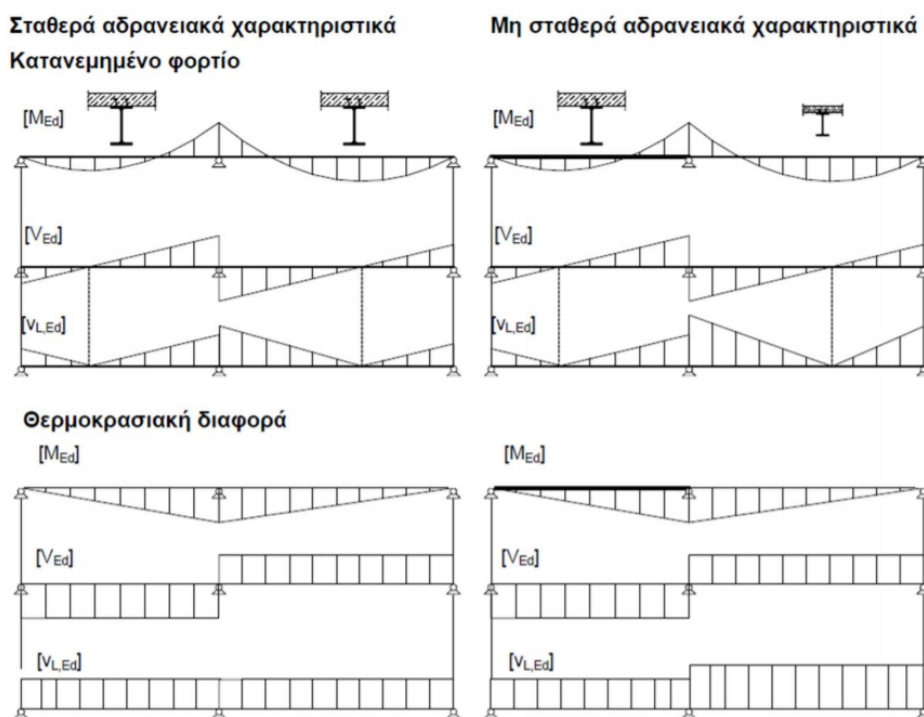 Σταθερά αδρανειακά χαρακτηριστικά
Μη σταθερά αδρανειακά χαρακτηριστικά
Κατανεμημένο φορτίο
[MEd]
[MEd]
[VEd]
[VEd]
[vL,Ed]
[vL,Ed]
Θερμοκρασιακή διαφορά
[MEd]
[MEd]
[VEd]
[VEd]
[vL,Ed]
[vL,Ed]